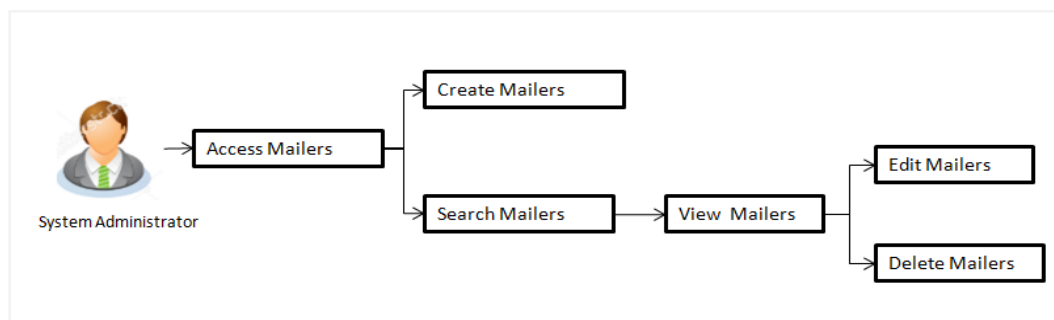 Create Mailers
Access Mailers
Edit Mailers
Search Mailers
View Mailers
System Administrator
Delete Mailers